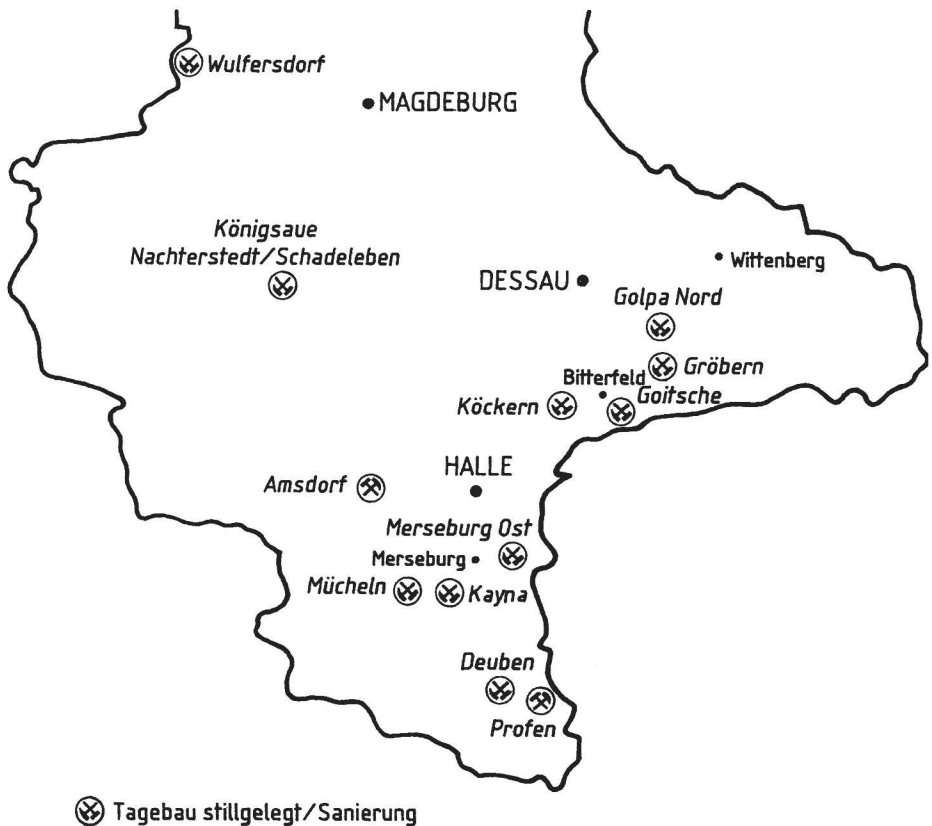 Wulfersdorf
MAGDEBURG
Königsaue
Nachterstedt/Schadeleben
Wittenberg
DESSAU
Golpa Nord
Gröbern
Bitterfeld
Goitsche
Köckern
HALLE
Amsdorf
Merseburg Ost
Merseburg
Mücheln
Kayna
Deuben
Profen
Tagebau stillgelegt/Sanierung